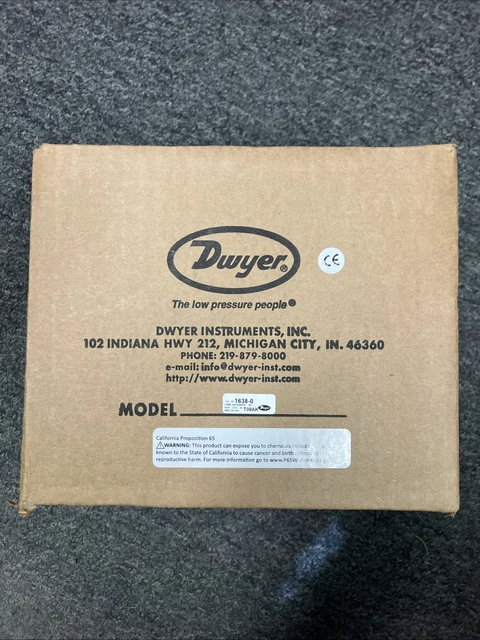 Dwyer®
CE
The low pressure people®
DWYER INSTRUMENTS, INC.
102 INDIANA HWY 212, MICHIGAN CITY, IN. 46360
PHONE: 219-879-8000
e-mail: info@dwyer-inst.com
http://www.dwyer-inst.com
1638-0
MODEL
Dwyer
California Proposition 65
⚠WARNING: This product can expose you to chemicals
known to the State of California to cause cancer and birth
reproductive harm. For more information go to